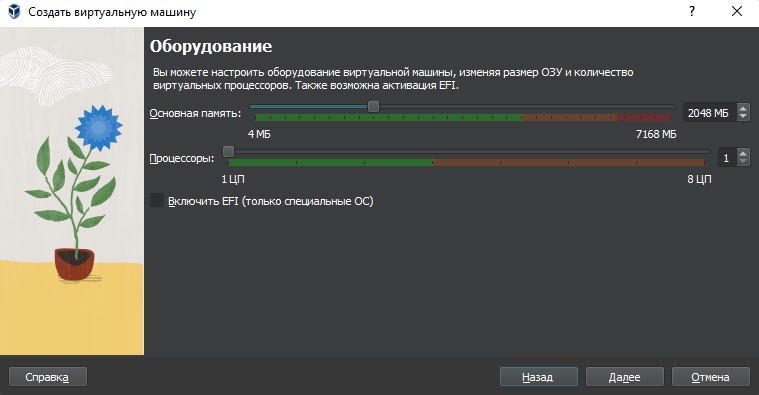 Создать виртуальную машину
Оборудование
Вы можете настроить оборудование виртуальной машины, изменяя размер ОЗУ и количество
виртуальных процессоров. Также возможна активация EFI.
Основная память: 2048 МБ
4 МБ 7168 МБ
Процессоры: 1
1 ЦП 8 ЦП
Включить EFI (только специальные ОС)
Справка Назад Далее Отмена